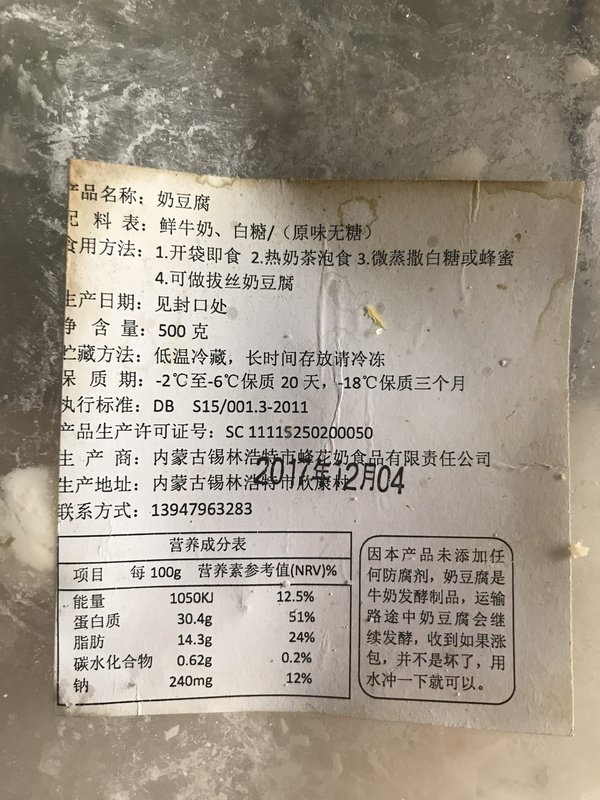 产品名称：奶豆腐
配 料 表：鲜牛奶、白糖/（原味无糖）
食用方法：1.开袋即食 2.热奶茶泡食 3.微蒸撒白糖或蜂蜜
4.可做拔丝奶豆腐
生产日期：见封口处
净 含 量：500 克
贮藏方法：低温冷藏，长时间存放请冷冻
保 质 期：-2℃至-6℃保质 20 天，-18℃保质三个月
执行标准：DB S15/001.3-2011
产品生产许可证号：SC 11115250200050
生 产 商：内蒙古锡林浩特市蜂花奶食品有限责任公司
2017年12月04
生产地址：内蒙古锡林浩特市欣康村
联系方式：13947963283
营养成分表
项目 每 100g 营养素参考值(NRV)%
能量 1050KJ 12.5%
蛋白质 30.4g 51%
脂肪 14.3g 24%
碳水化合物 0.62g 0.2%
钠 240mg 12%
因本产品未添加任
何防腐剂，奶豆腐是
牛奶发酵制品，运输
路途中奶豆腐会继
续发酵，收到如果涨
包，并不是坏了，用
水冲一下就可以。